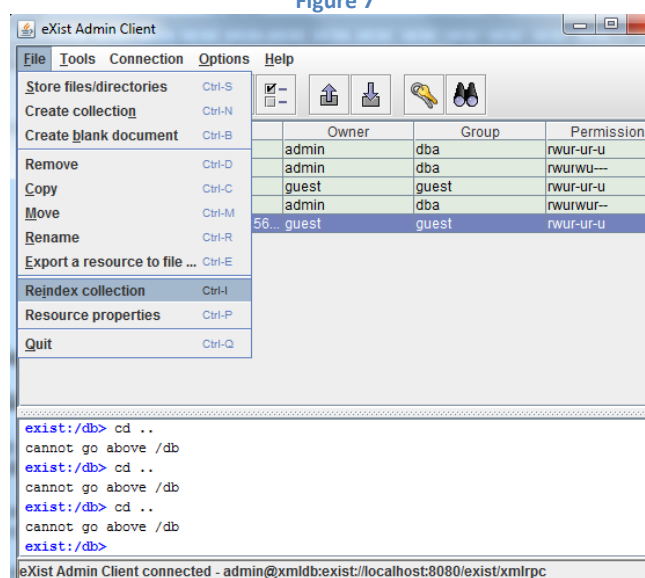 Figure 7
eXist Admin Client
File Tools Connection Options Help
Store files/directories Ctrl-S
Create collection Ctrl-N
Create blank document Ctrl-B
Remove Ctrl-D
Copy Ctrl-C
Move Ctrl-M
Rename Ctrl-R
Export a resource to file ... Ctrl-E
Reindex collection Ctrl-I
Resource properties Ctrl-P
Quit Ctrl-Q
Owner Group Permission
admin dba rwur-ur-u
admin dba rwurwu---
guest guest rwur-ur-u
admin dba rwurwur--
56... guest guest rwur-ur-u
exist:/db> cd ..
cannot go above /db
exist:/db> cd ..
cannot go above /db
exist:/db> cd ..
cannot go above /db
exist:/db>
eXist Admin Client connected - admin@xmldb:exist://localhost:8080/exist/xmlrpc